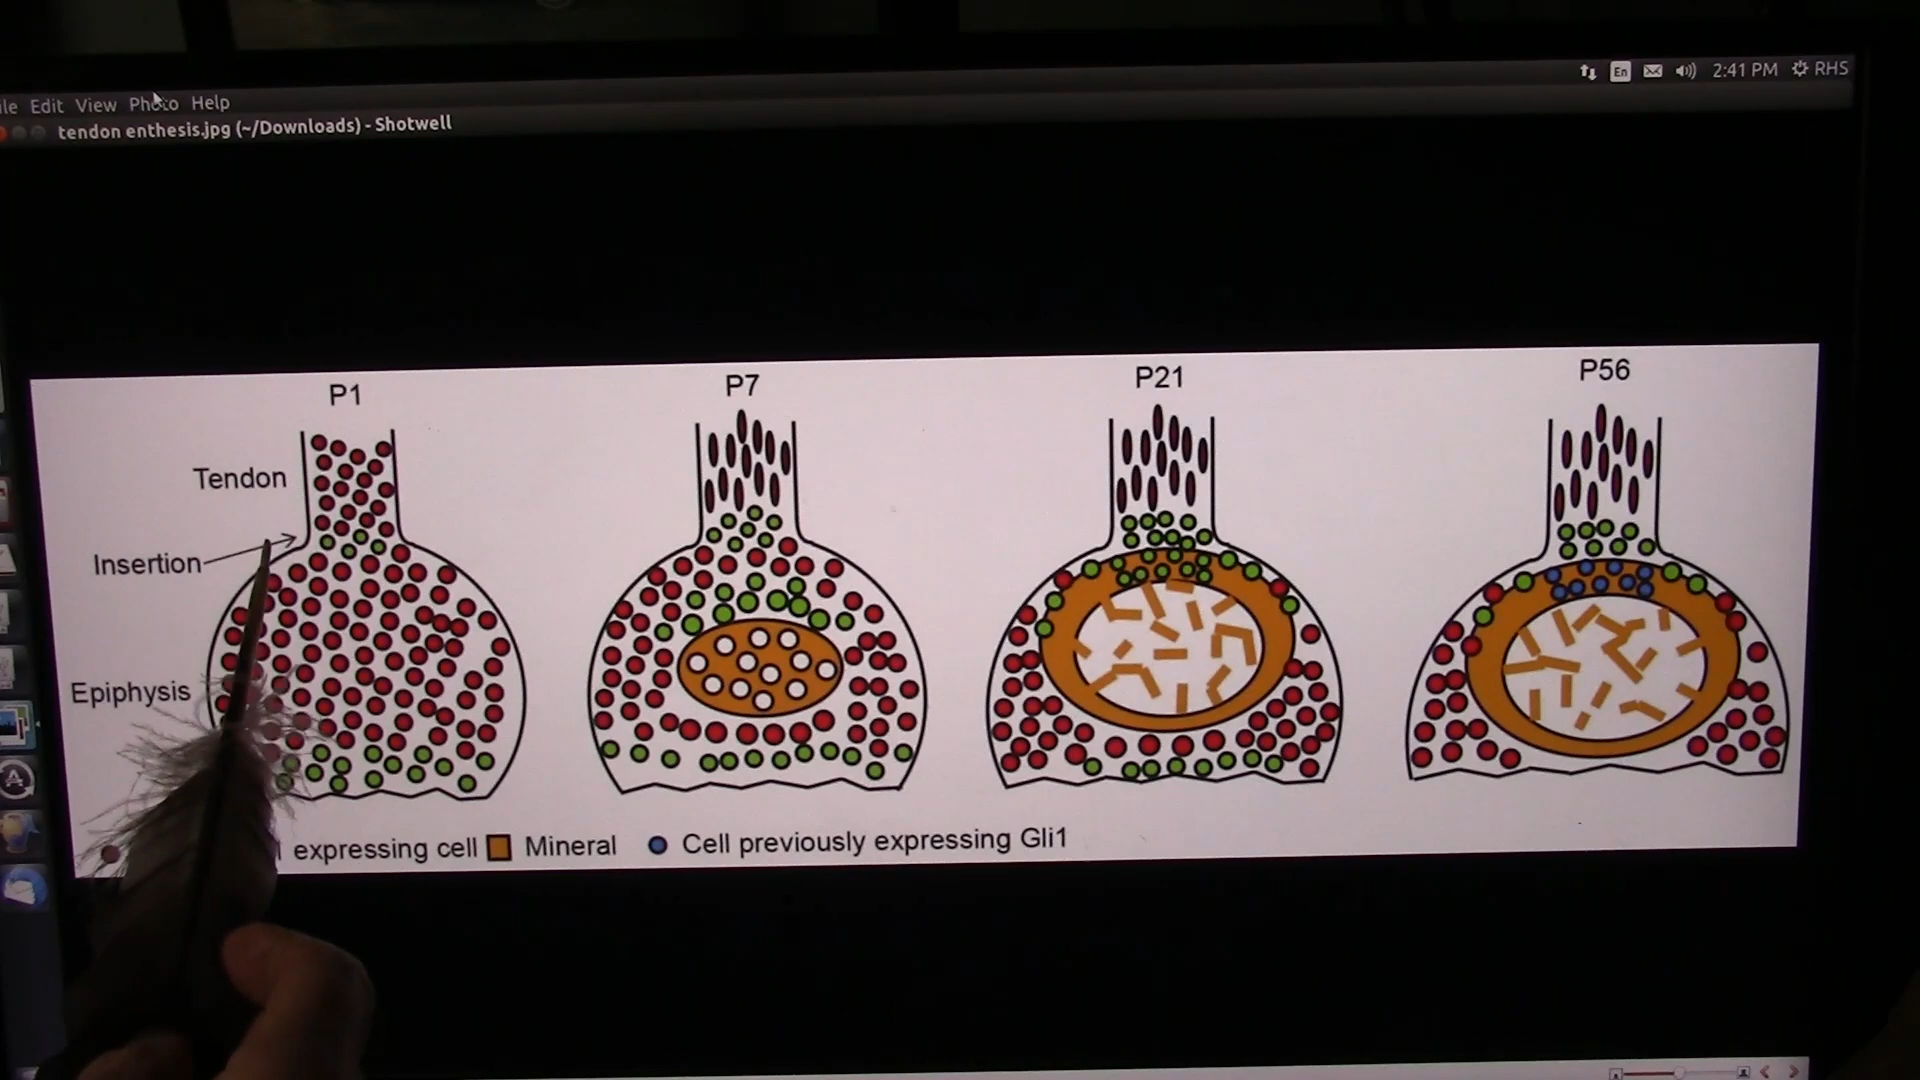 En 2:41 PM RHS
Edit View Photo Help
tendon enthesis.jpg (~/Downloads) - Shotwell
P1 P7 P21 P56
Tendon
Insertion
Epiphysis
expressing cell Mineral Cell previously expressing Gli1